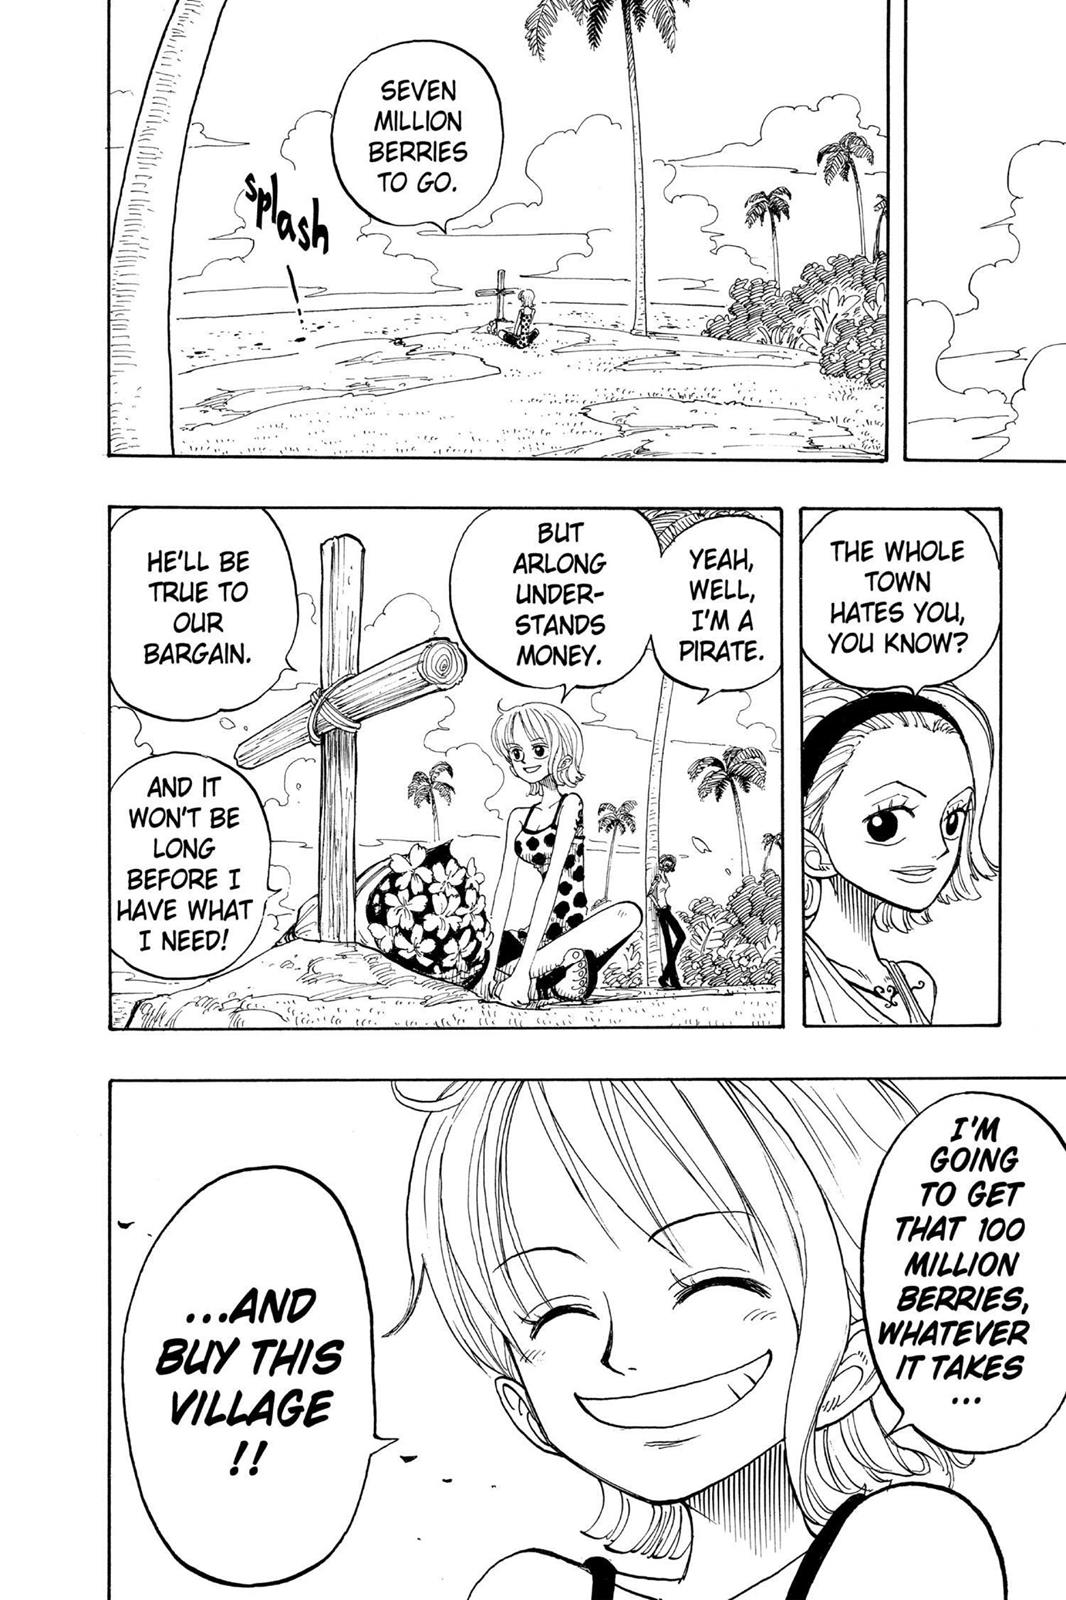 SEVEN
MILLION
BERRIES
TO GO.
splash
THE WHOLE
TOWN
HATES YOU,
YOU KNOW?
YEAH,
WELL,
I'M A
PIRATE.
BUT
ARLONG
UNDER-
STANDS
MONEY.
HE'LL BE
TRUE TO
OUR
BARGAIN.
AND IT
WON'T BE
LONG
BEFORE I
HAVE WHAT
I NEED!
I'M
GOING
TO GET
THAT 100
MILLION
BERRIES,
WHATEVER
IT TAKES
...
...AND
BUY THIS
VILLAGE
!!